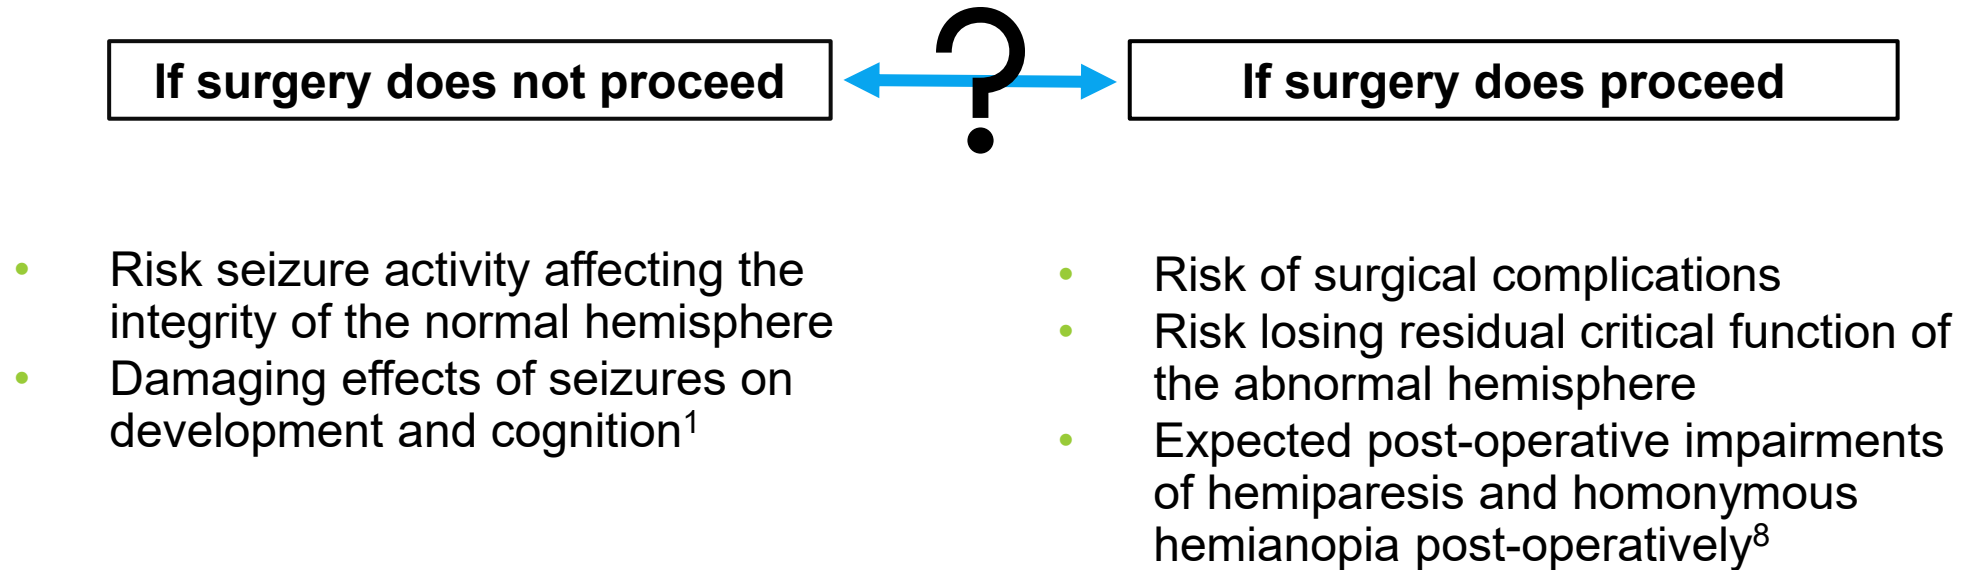 If surgery does not proceed
?
If surgery does proceed
• Risk seizure activity affecting the
integrity of the normal hemisphere
• Damaging effects of seizures on
development and cognition¹
• Risk of surgical complications
• Risk losing residual critical function of
the abnormal hemisphere
• Expected post-operative impairments
of hemiparesis and homonymous
hemianopia post-operatively⁸